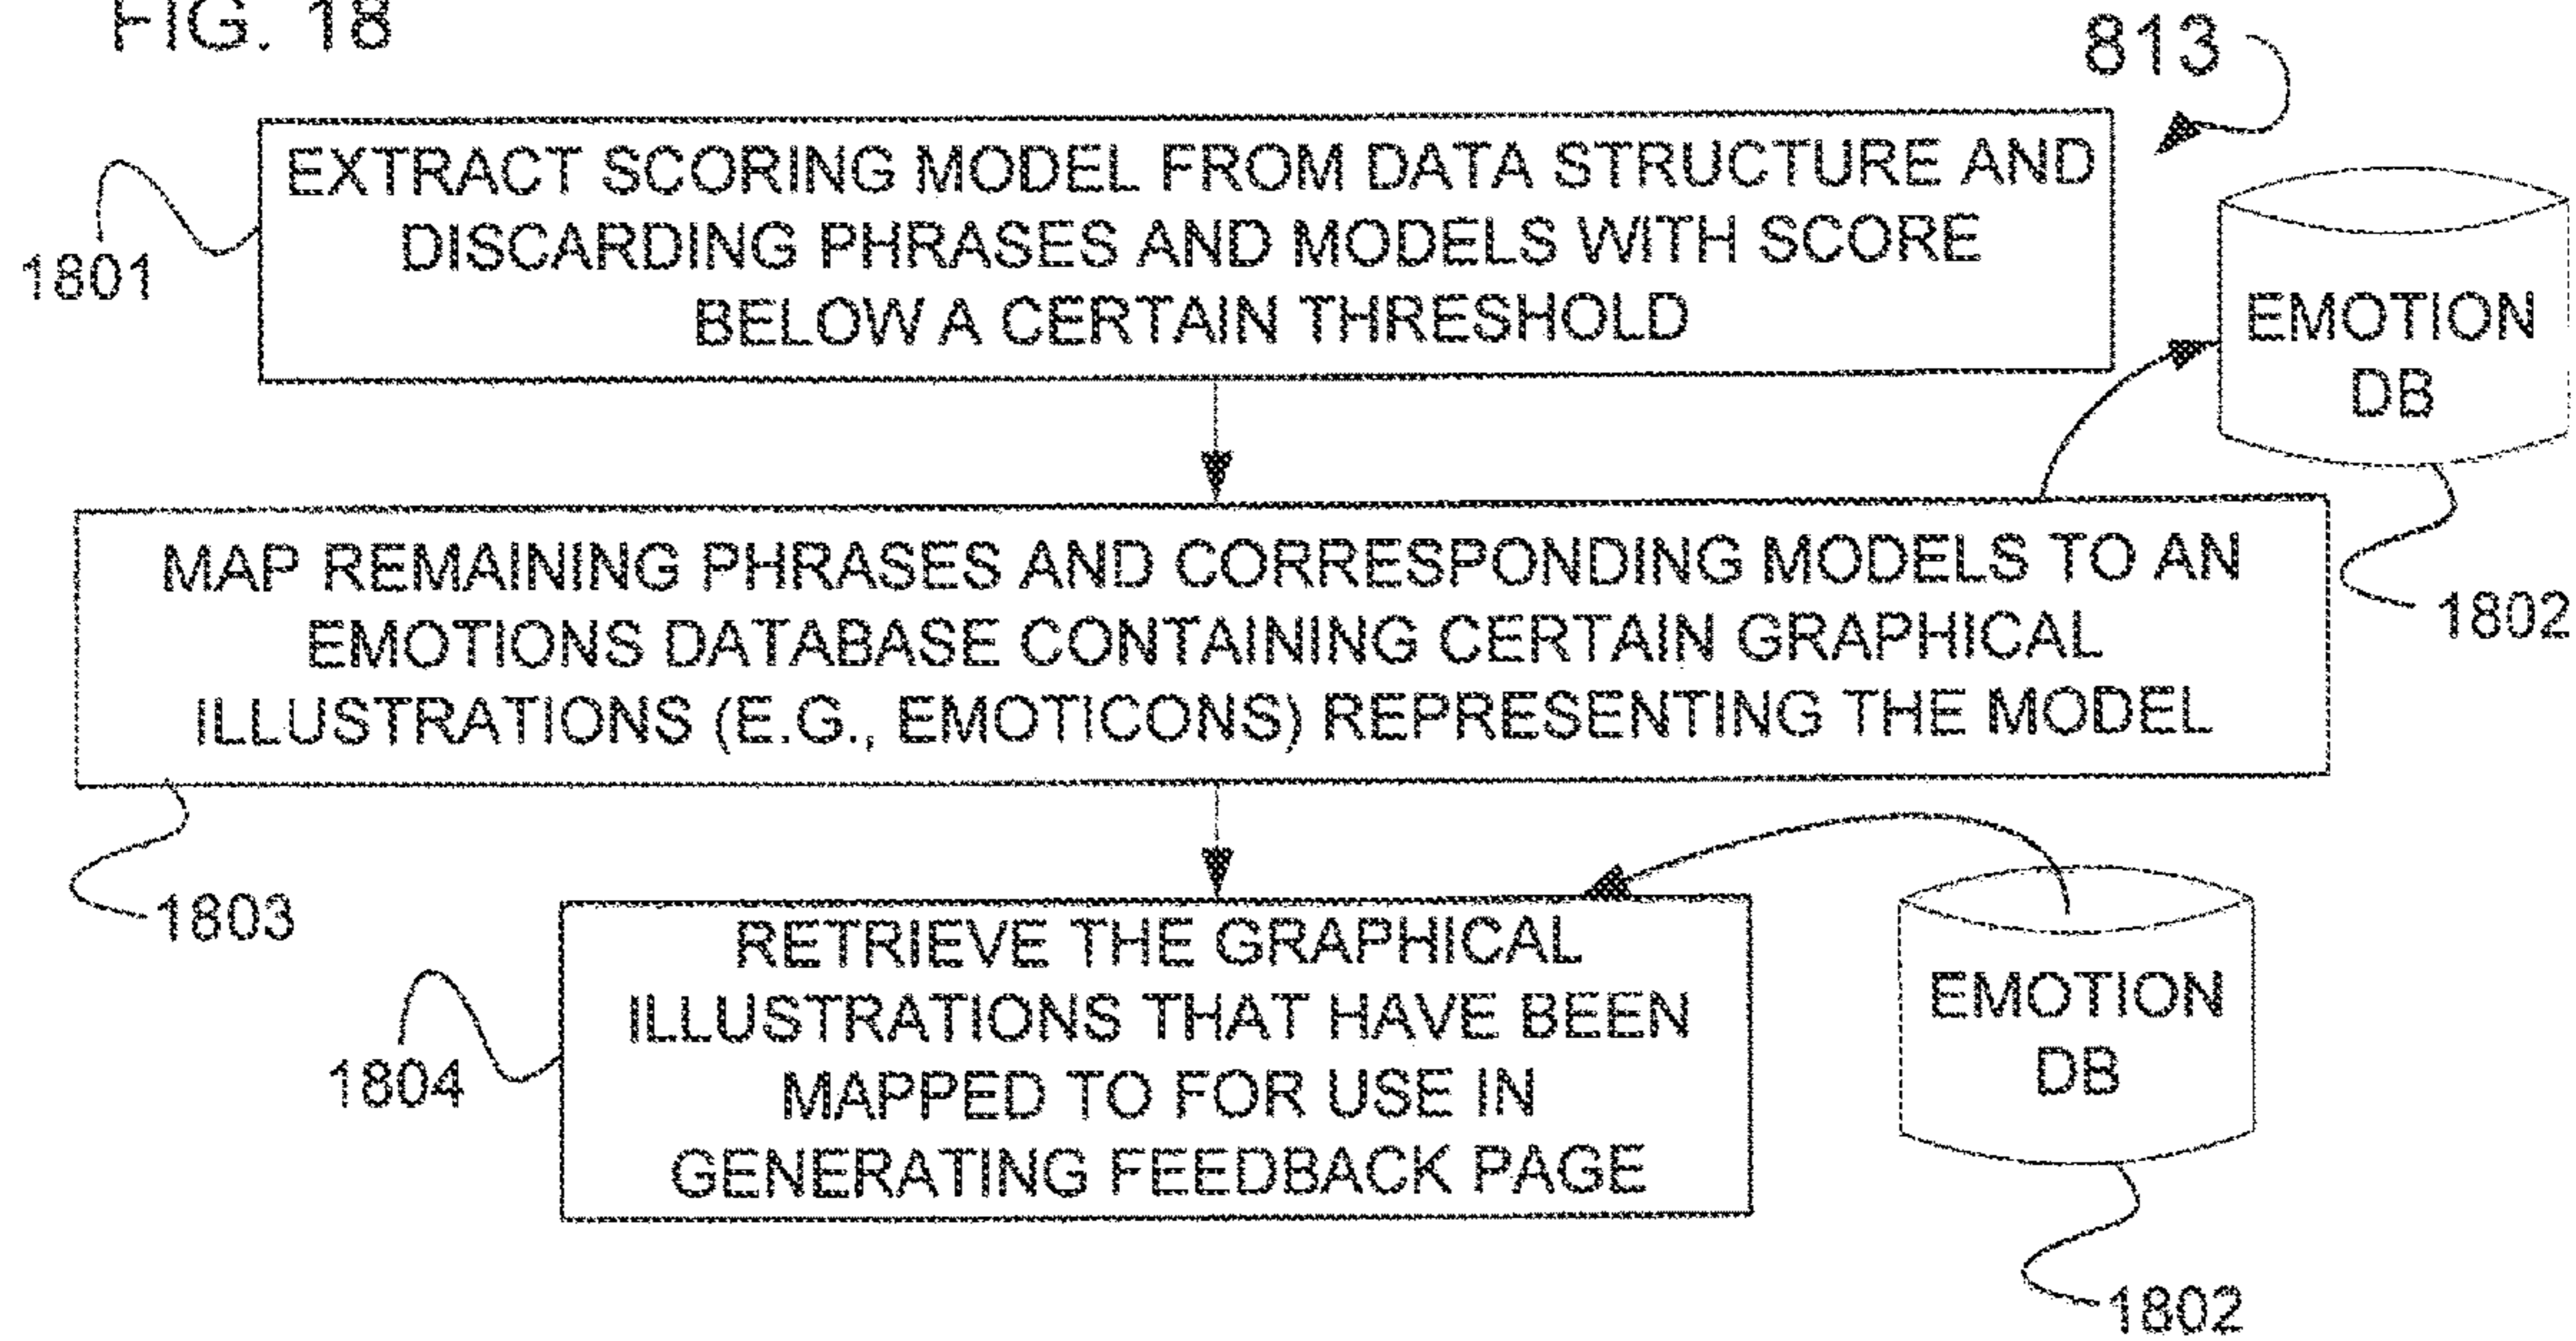 FIG. 18
813
EXTRACT SCORING MODEL FROM DATA STRUCTURE AND
DISCARDING PHRASES AND MODELS WITH SCORE
BELOW A CERTAIN THRESHOLD
1801
EMOTION
DB
1802
MAP REMAINING PHRASES AND CORRESPONDING MODELS TO AN
EMOTIONS DATABASE CONTAINING CERTAIN GRAPHICAL
ILLUSTRATIONS (E.G., EMOTICONS) REPRESENTING THE MODEL
1803
RETRIEVE THE GRAPHICAL
ILLUSTRATIONS THAT HAVE BEEN
MAPPED TO FOR USE IN
GENERATING FEEDBACK PAGE
1804
EMOTION
DB
1802